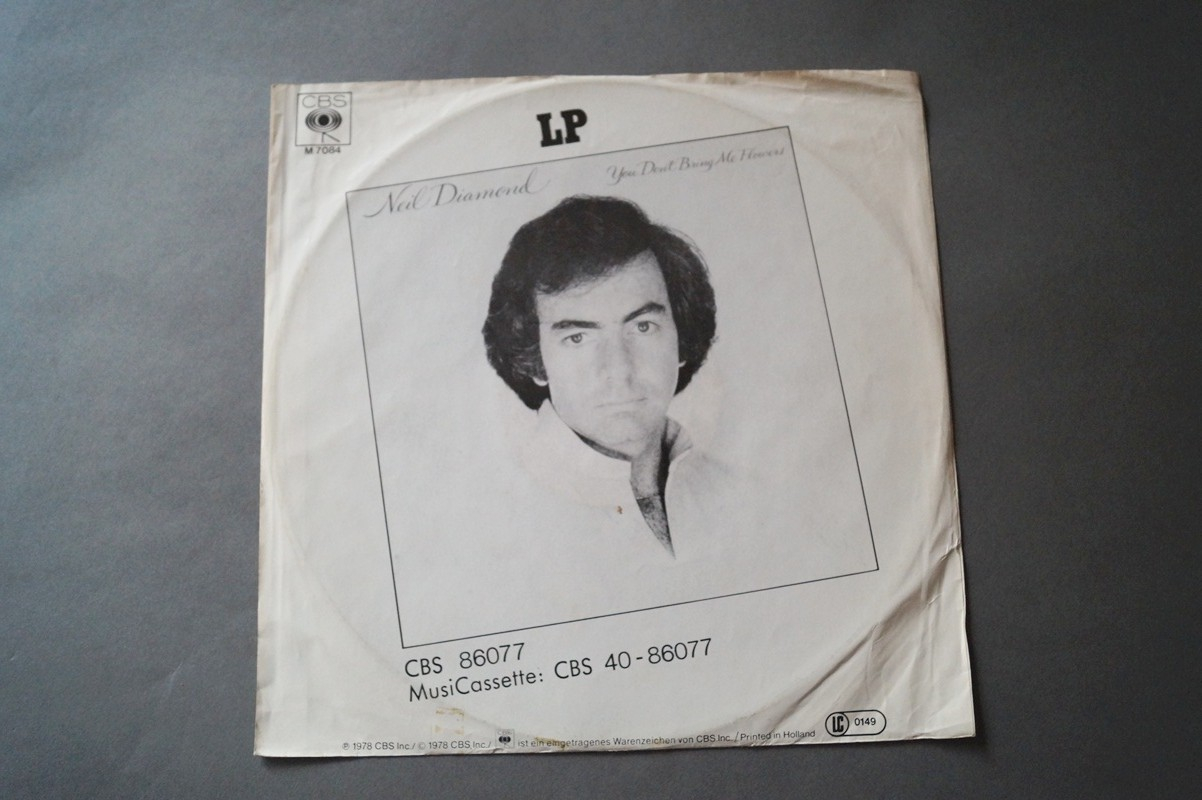 CBS
M 7064
LP
Neil Diamond
You Don't Bring Me Flowers
CBS 86077
MusiCassette: CBS 40-86077
℗ 1978 CBS Inc./ © 1978 CBS Inc./ ist ein eingetragenes Warenzeichen von CBS Inc./Printed in Holland
LC 0149